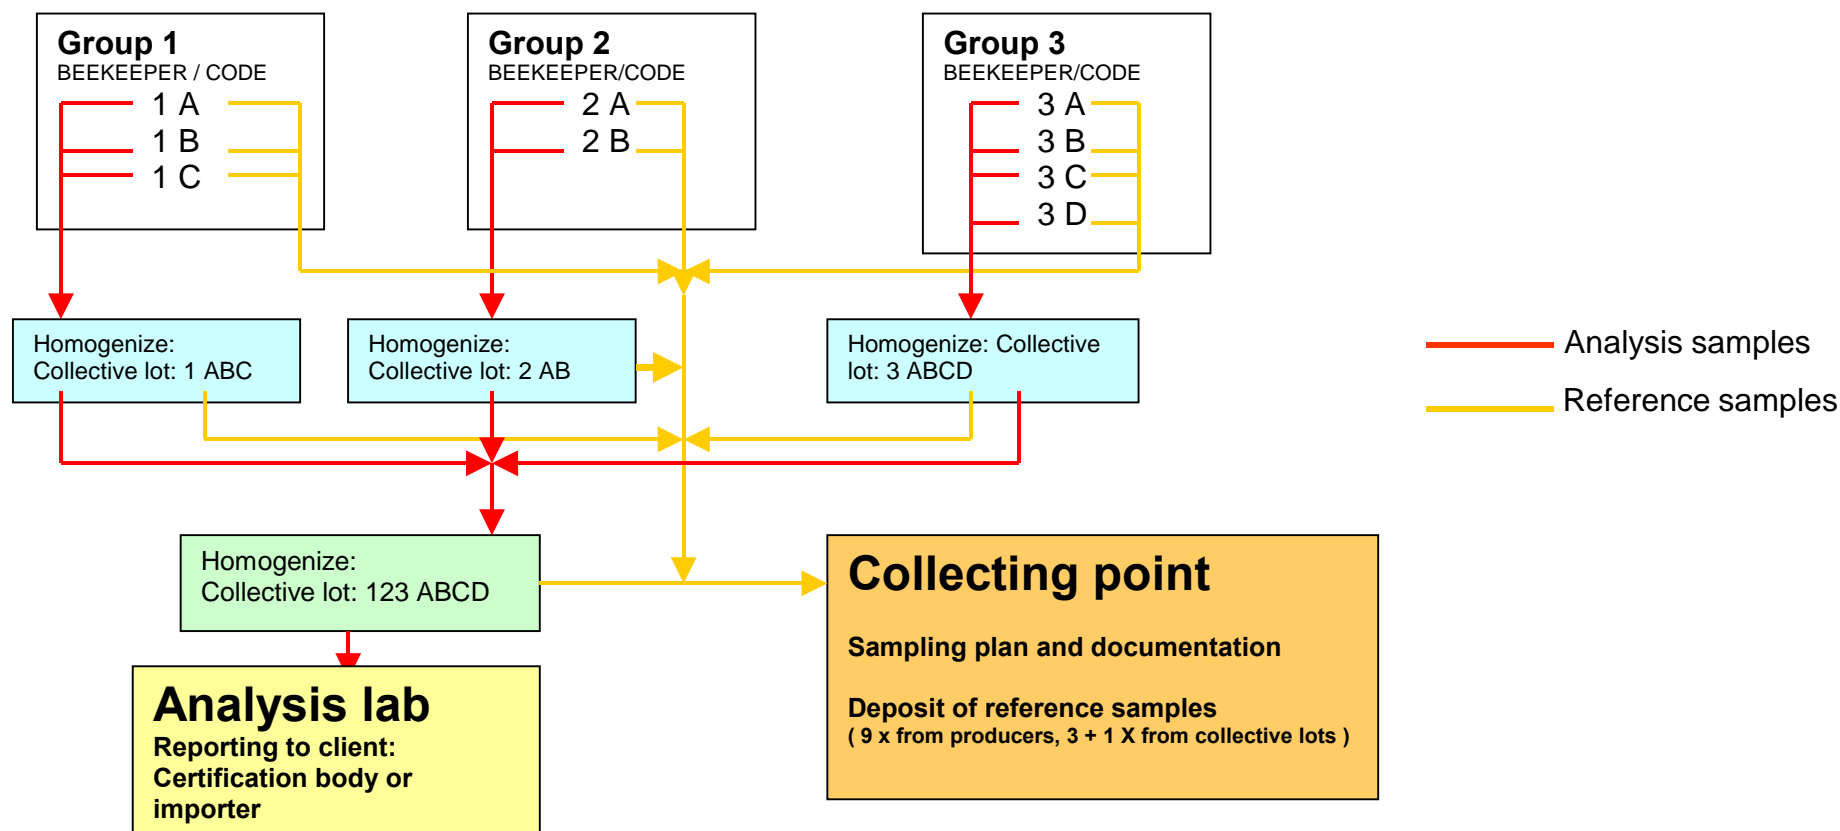 Group 1
BEEKEEPER / CODE
1 A
1 B
1 C
Group 2
BEEKEEPER/CODE
2 A
2 B
Group 3
BEEKEEPER/CODE
3 A
3 B
3 C
3 D
Homogenize:
Collective lot: 1 ABC
Homogenize:
Collective lot: 2 AB
Homogenize: Collective
lot: 3 ABCD
Analysis samples
Reference samples
Homogenize:
Collective lot: 123 ABCD
Collecting point
Sampling plan and documentation
Deposit of reference samples
( 9 x from producers, 3 + 1 X from collective lots )
Analysis lab
Reporting to client:
Certification body or
importer